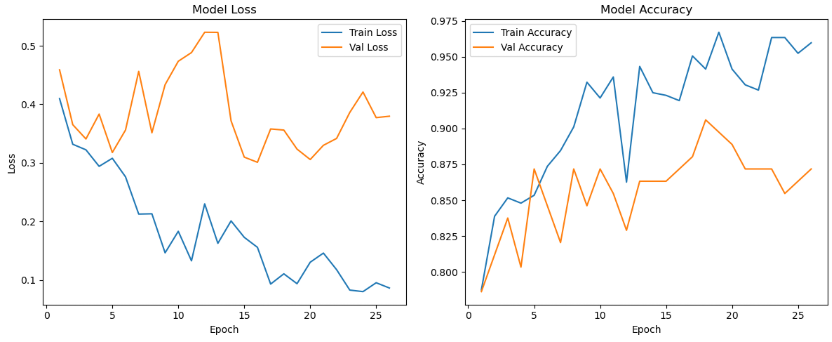 Model Loss
Train Loss
Val Loss
0.5
0.4
0.3
0.2
0.1
Loss
0 5 10 15 20 25
Epoch
Model Accuracy
Train Accuracy
Val Accuracy
0.975
0.950
0.925
0.900
0.875
0.850
0.825
0.800
Accuracy
0 5 10 15 20 25
Epoch